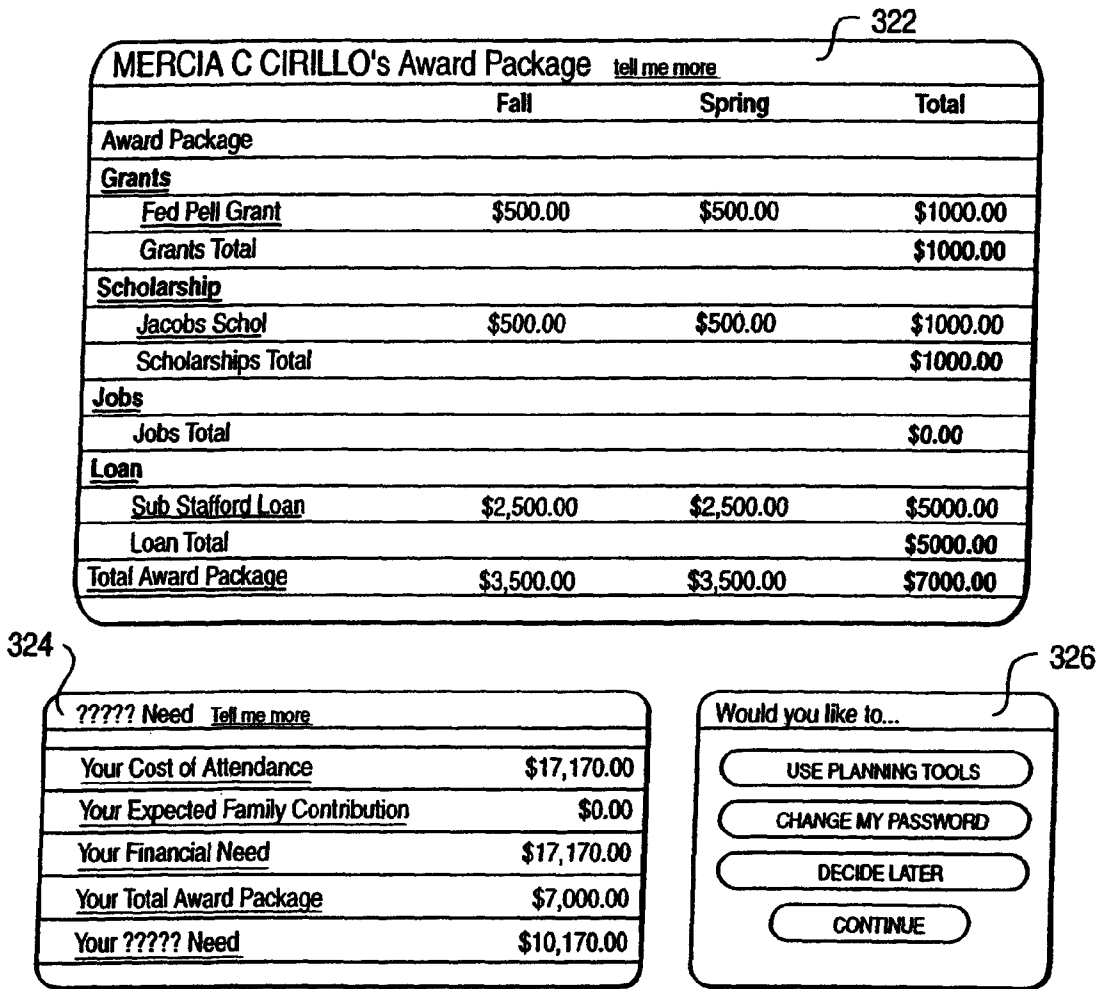 322
MERCIA C CIRILLO's Award Package tell me more
Fall Spring Total
Award Package
Grants
Fed Pell Grant $500.00 $500.00 $1000.00
Grants Total $1000.00
Scholarship
Jacobs Schol $500.00 $500.00 $1000.00
Scholarships Total $1000.00
Jobs
Jobs Total $0.00
Loan
Sub Stafford Loan $2,500.00 $2,500.00 $5000.00
Loan Total $5000.00
Total Award Package $3,500.00 $3,500.00 $7000.00
324
????? Need Tell me more
Your Cost of Attendance $17,170.00
Your Expected Family Contribution $0.00
Your Financial Need $17,170.00
Your Total Award Package $7,000.00
Your ????? Need $10,170.00
326
Would you like to...
USE PLANNING TOOLS
CHANGE MY PASSWORD
DECIDE LATER
CONTINUE